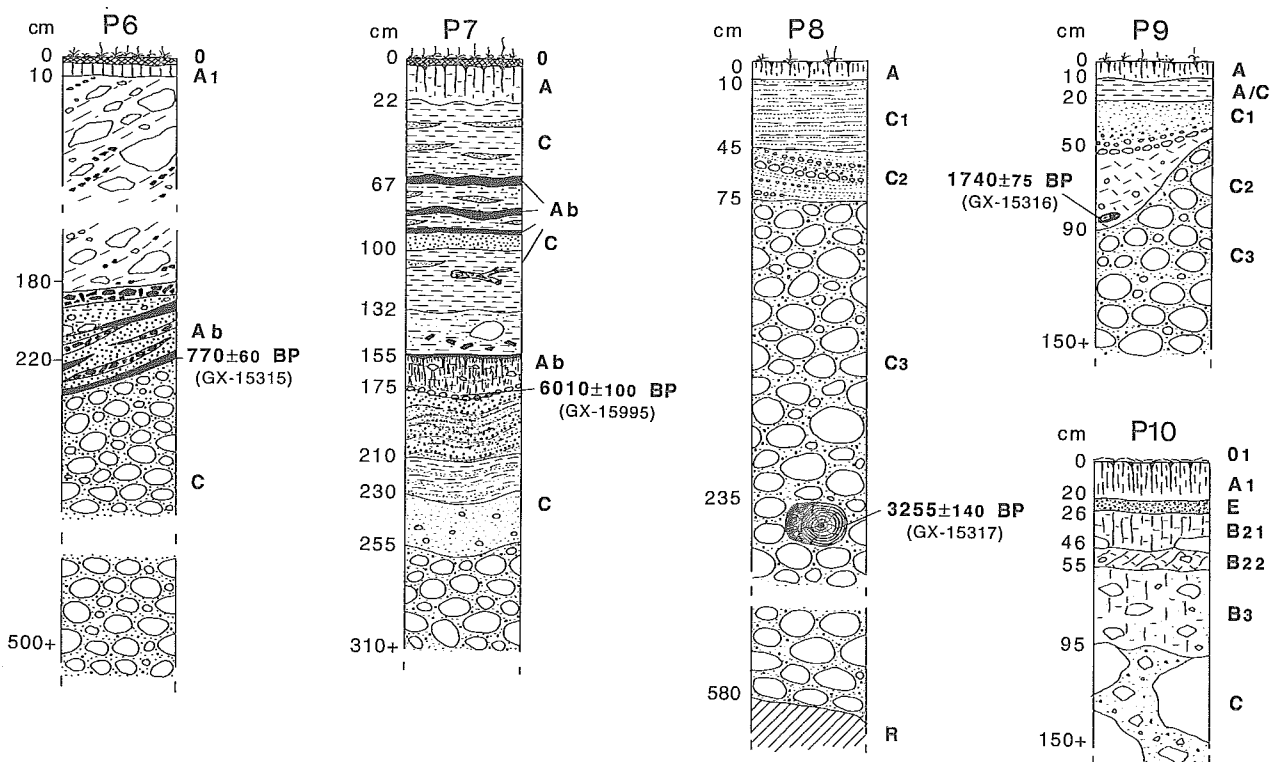 P6
cm
0
O
10
A1
180
Ab
220
770±60 BP
(GX-15315)
C
500+
P7
cm
0
O
A
22
C
67
Ab
C
100
132
155
Ab
175
6010±100 BP
(GX-15995)
210
230
C
255
310+
P8
cm
0
A
10
C1
45
C2
75
C3
235
3255±140 BP
(GX-15317)
580
R
P9
cm
0
A
10
A/C
20
C1
50
1740±75 BP
(GX-15316)
C2
90
C3
150+
P10
cm
O1
0
A1
20
E
26
B21
46
B22
55
B3
95
C
150+